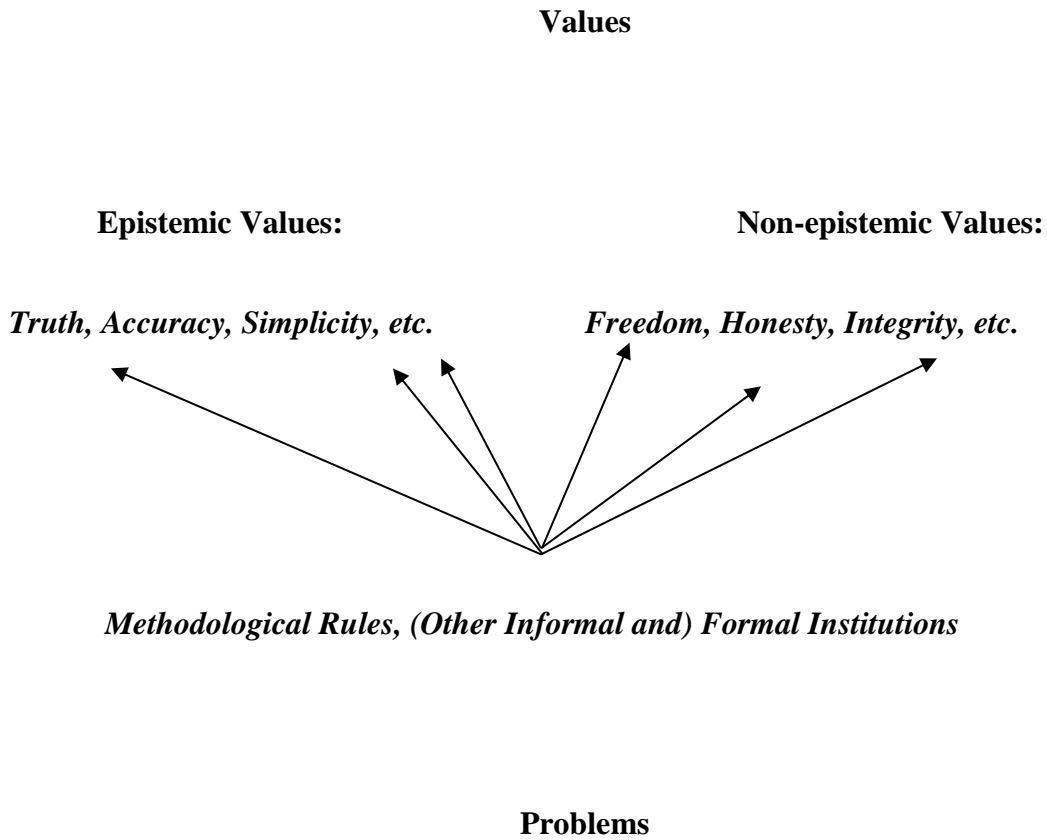 Values
Epistemic Values: Non-epistemic Values:
Truth, Accuracy, Simplicity, etc. Freedom, Honesty, Integrity, etc.
Methodological Rules, (Other Informal and) Formal Institutions
Problems